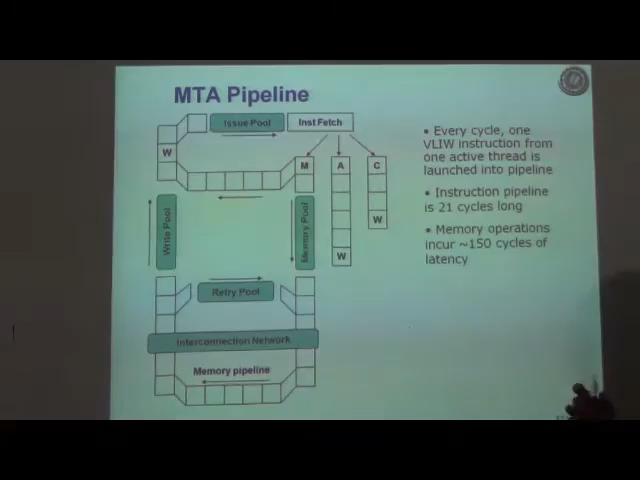 MTA Pipeline
Issue Pool
Inst Fetch
W
M
A
C
W
W
Write Pool
Memory Pool
Retry Pool
Interconnection Network
Memory pipeline
• Every cycle, one
VLIW instruction from
one active thread is
launched into pipeline
• Instruction pipeline
is 21 cycles long
• Memory operations
incur ~150 cycles of
latency